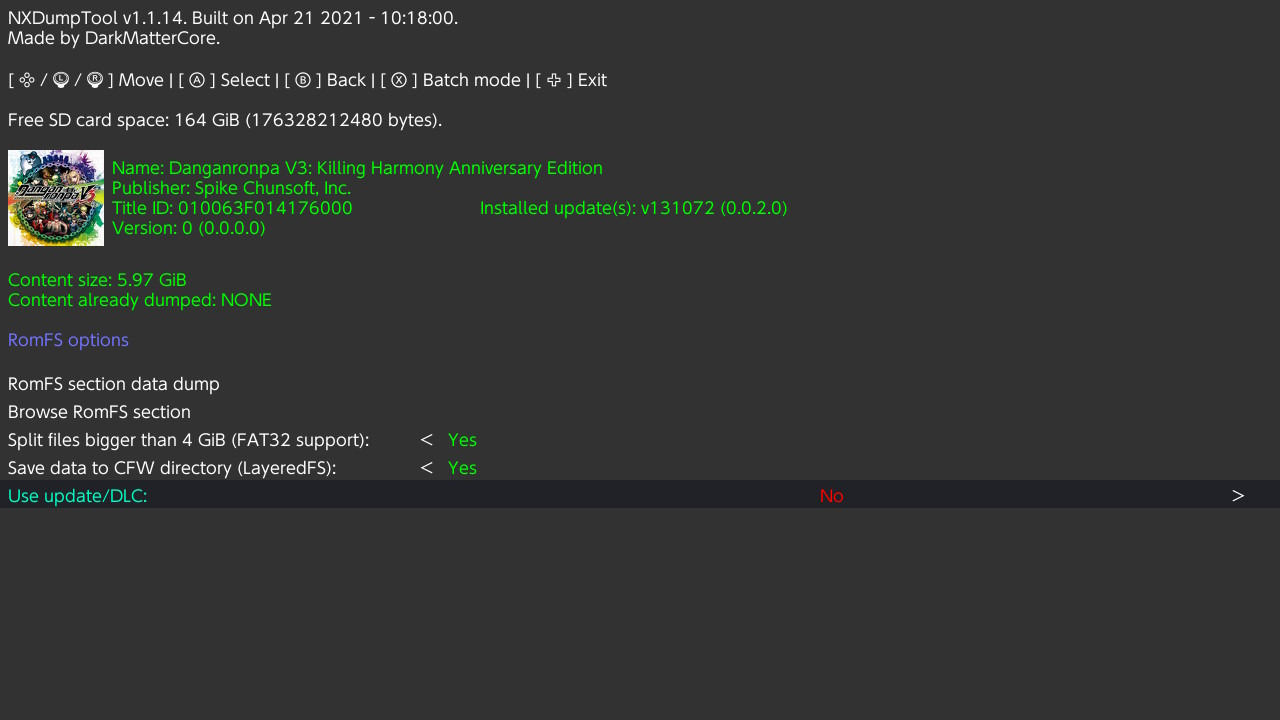 NXDumpTool v1.1.14. Built on Apr 21 2021 - 10:18:00.
Made by DarkMatterCore.
[ / L / R ] Move | [ A ] Select | [ B ] Back | [ X ] Batch mode | [ ] Exit
Free SD card space: 164 GiB (176328212480 bytes).
Name: Danganronpa V3: Killing Harmony Anniversary Edition
Publisher: Spike Chunsoft, Inc.
Title ID: 010063F014176000 Installed update(s): v131072 (0.0.2.0)
Version: 0 (0.0.0.0)
DanganRonpa V3
Content size: 5.97 GiB
Content already dumped: NONE
RomFS options
RomFS section data dump
Browse RomFS section
Split files bigger than 4 GiB (FAT32 support): < Yes
Save data to CFW directory (LayeredFS): < Yes
Use update/DLC: No >